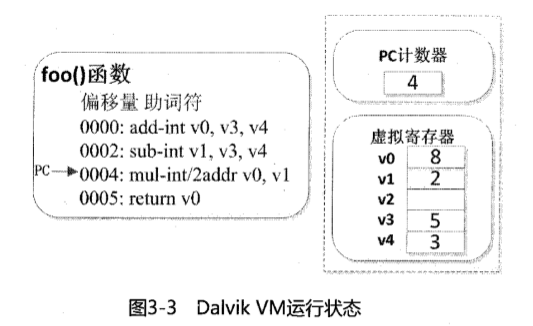 foo()函数
偏移量 助词符
0000: add-int v0, v3, v4
0002: sub-int v1, v3, v4
PC
0004: mul-int/2addr v0, v1
0005: return v0
PC计数器
4
虚拟寄存器
v0 8
v1 2
v2
v3 5
v4 3
图3-3 Dalvik VM运行状态